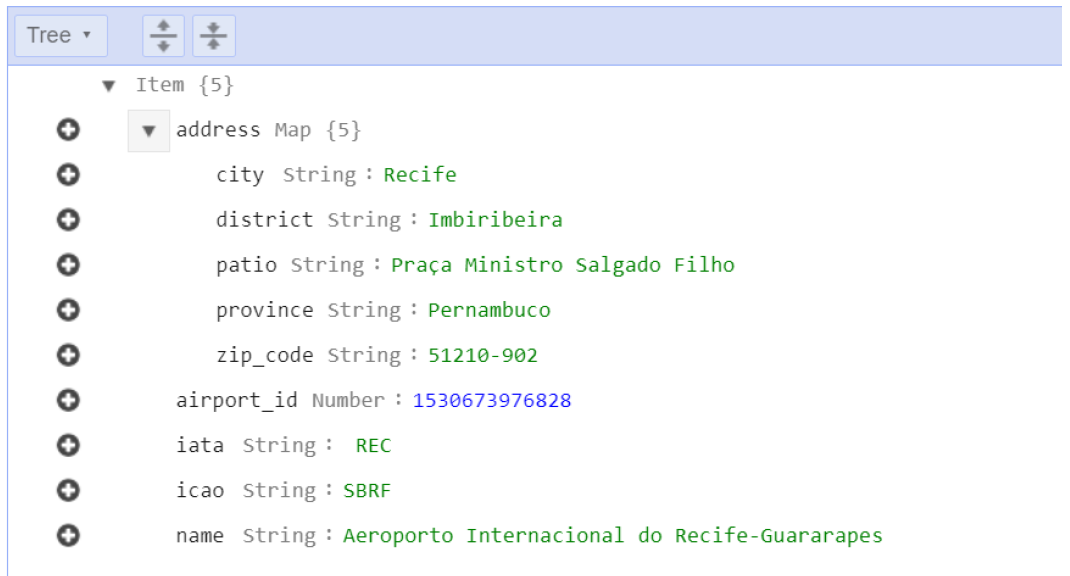 Tree
Item {5}
address Map {5}
city String : Recife
district String : Imbiribeira
patio String : Praça Ministro Salgado Filho
province String : Pernambuco
zip_code String : 51210-902
airport_id Number : 1530673976828
iata String : REC
icao String : SBRF
name String : Aeroporto Internacional do Recife-Guararapes